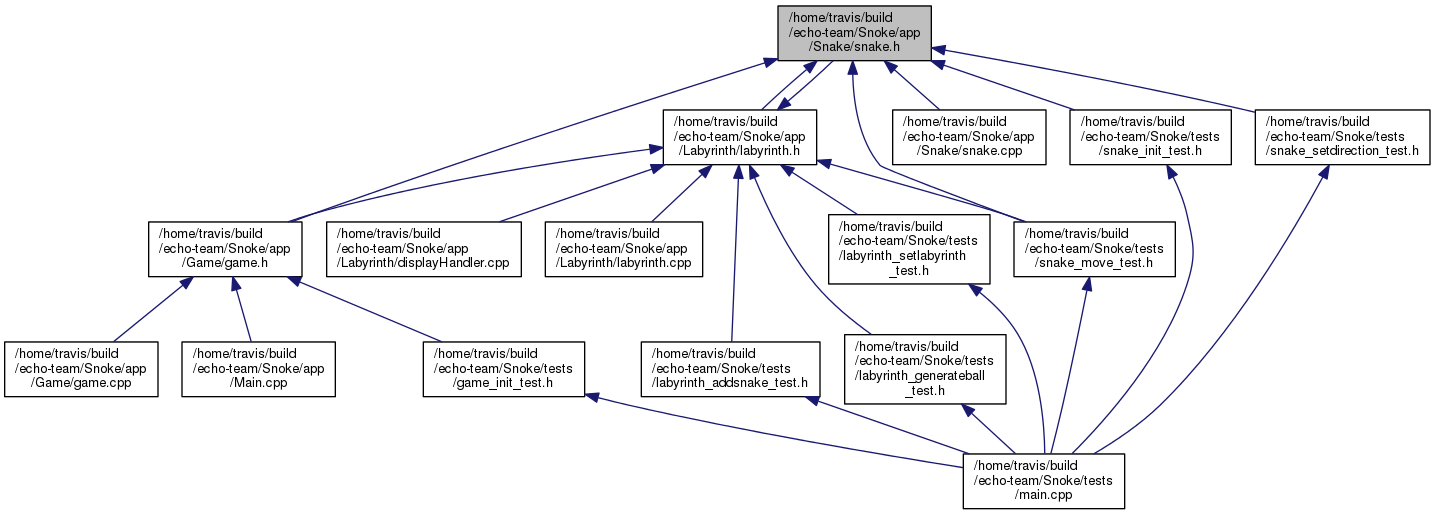 /home/travis/build
/echo-team/Snoke/app
/Snake/snake.h
/home/travis/build
/echo-team/Snoke/app
/Labyrinth/labyrinth.h
/home/travis/build
/echo-team/Snoke/app
/Snake/snake.cpp
/home/travis/build
/echo-team/Snoke/tests
/snake_init_test.h
/home/travis/build
/echo-team/Snoke/tests
/snake_setdirection_test.h
/home/travis/build
/echo-team/Snoke/app
/Game/game.h
/home/travis/build
/echo-team/Snoke/app
/Labyrinth/displayHandler.cpp
/home/travis/build
/echo-team/Snoke/app
/Labyrinth/labyrinth.cpp
/home/travis/build
/echo-team/Snoke/tests
/labyrinth_setlabyrinth
_test.h
/home/travis/build
/echo-team/Snoke/tests
/snake_move_test.h
/home/travis/build
/echo-team/Snoke/app
/Game/game.cpp
/home/travis/build
/echo-team/Snoke/app
/Main.cpp
/home/travis/build
/echo-team/Snoke/tests
/game_init_test.h
/home/travis/build
/echo-team/Snoke/tests
/labyrinth_addsnake_test.h
/home/travis/build
/echo-team/Snoke/tests
/labyrinth_generateball
_test.h
/home/travis/build
/echo-team/Snoke/tests
/main.cpp